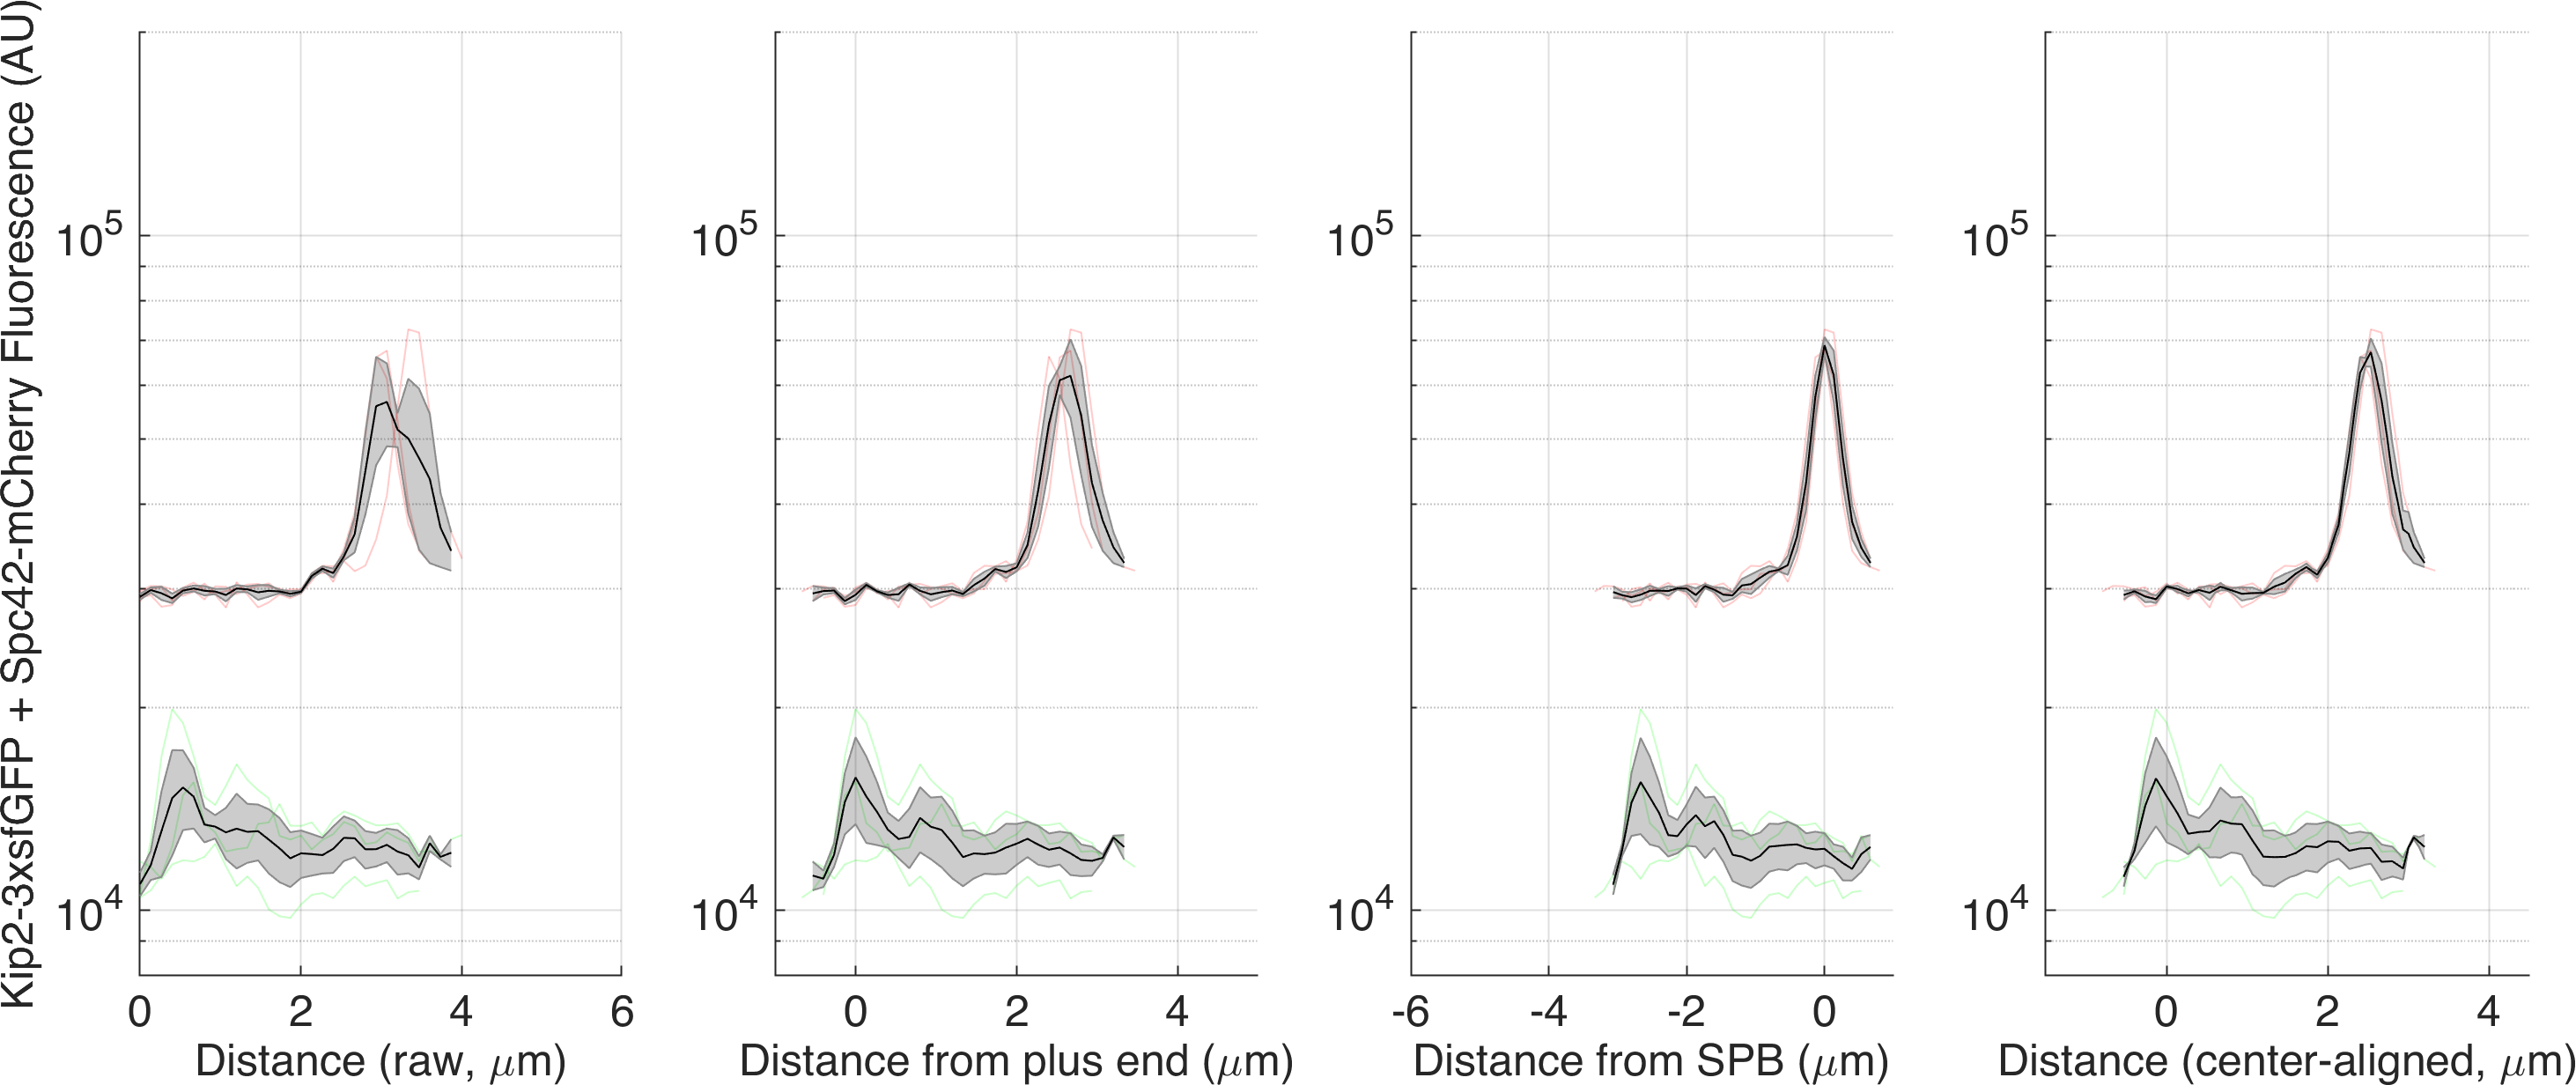 Kip2-3xsfGFP + Spc42-mCherry Fluorescence (AU)
10^5
10^4
0 2 4 6
Distance (raw, μm)
10^5
10^4
0 2 4
Distance from plus end (μm)
10^5
10^4
-6 -4 -2 0
Distance from SPB (μm)
10^5
10^4
0 2 4
Distance (center-aligned, μm)